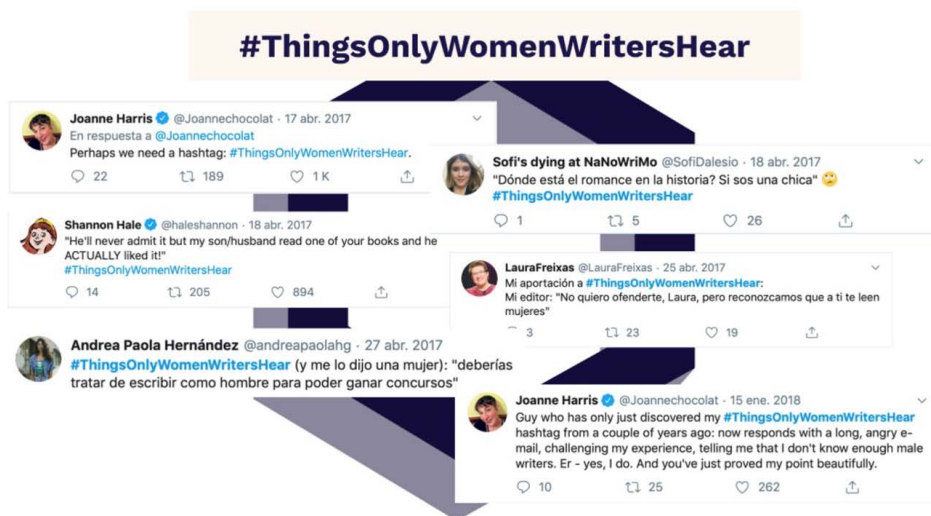 #ThingsOnlyWomenWritersHear
Joanne Harris @Joannechocolat · 17 abr. 2017
En respuesta a @Joannechocolat
Perhaps we need a hashtag: #ThingsOnlyWomenWritersHear.
22 189 1 K
Sofi's dying at NaNoWriMo @SofiDalesio · 18 abr. 2017
"Dónde está el romance en la historia? Si sos una chica" 🙄
#ThingsOnlyWomenWritersHear
1 5 26
Shannon Hale @haleshannon · 18 abr. 2017
"He'll never admit it but my son/husband read one of your books and he
ACTUALLY liked it!"
#ThingsOnlyWomenWritersHear
14 205 894
LauraFreixas @LauraFreixas · 25 abr. 2017
Mi aportación a #ThingsOnlyWomenWritersHear:
Mi editor: "No quiero ofenderte, Laura, pero reconozcamos que a ti te leen
mujeres"
3 23 19
Andrea Paola Hernández @andreapaolahg · 27 abr. 2017
#ThingsOnlyWomenWritersHear (y me lo dijo una mujer): "deberías
tratar de escribir como hombre para poder ganar concursos"
Joanne Harris @Joannechocolat · 15 ene. 2018
Guy who has only just discovered my #ThingsOnlyWomenWritersHear
hashtag from a couple of years ago: now responds with a long, angry e-
mail, challenging my experience, telling me that I don't know enough male
writers. Er - yes, I do. And you've just proved my point beautifully.
10 25 262